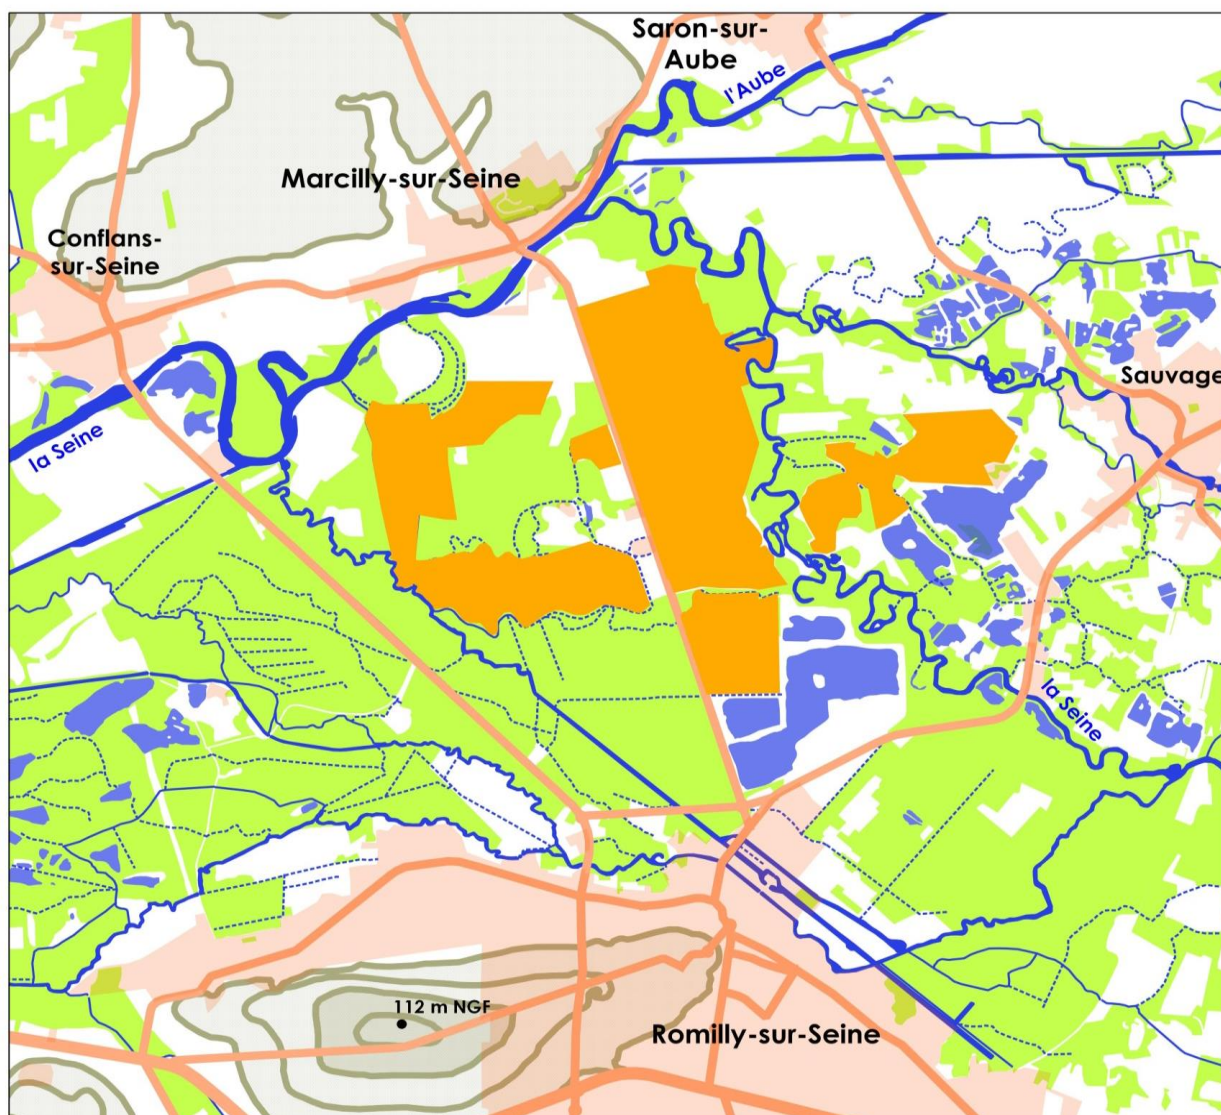 Saron-sur-
Aube
l'Aube
Marcilly-sur-Seine
Conflans-
sur-Seine
Sauvage
la Seine
la Seine
112 m NGF
Romilly-sur-Seine